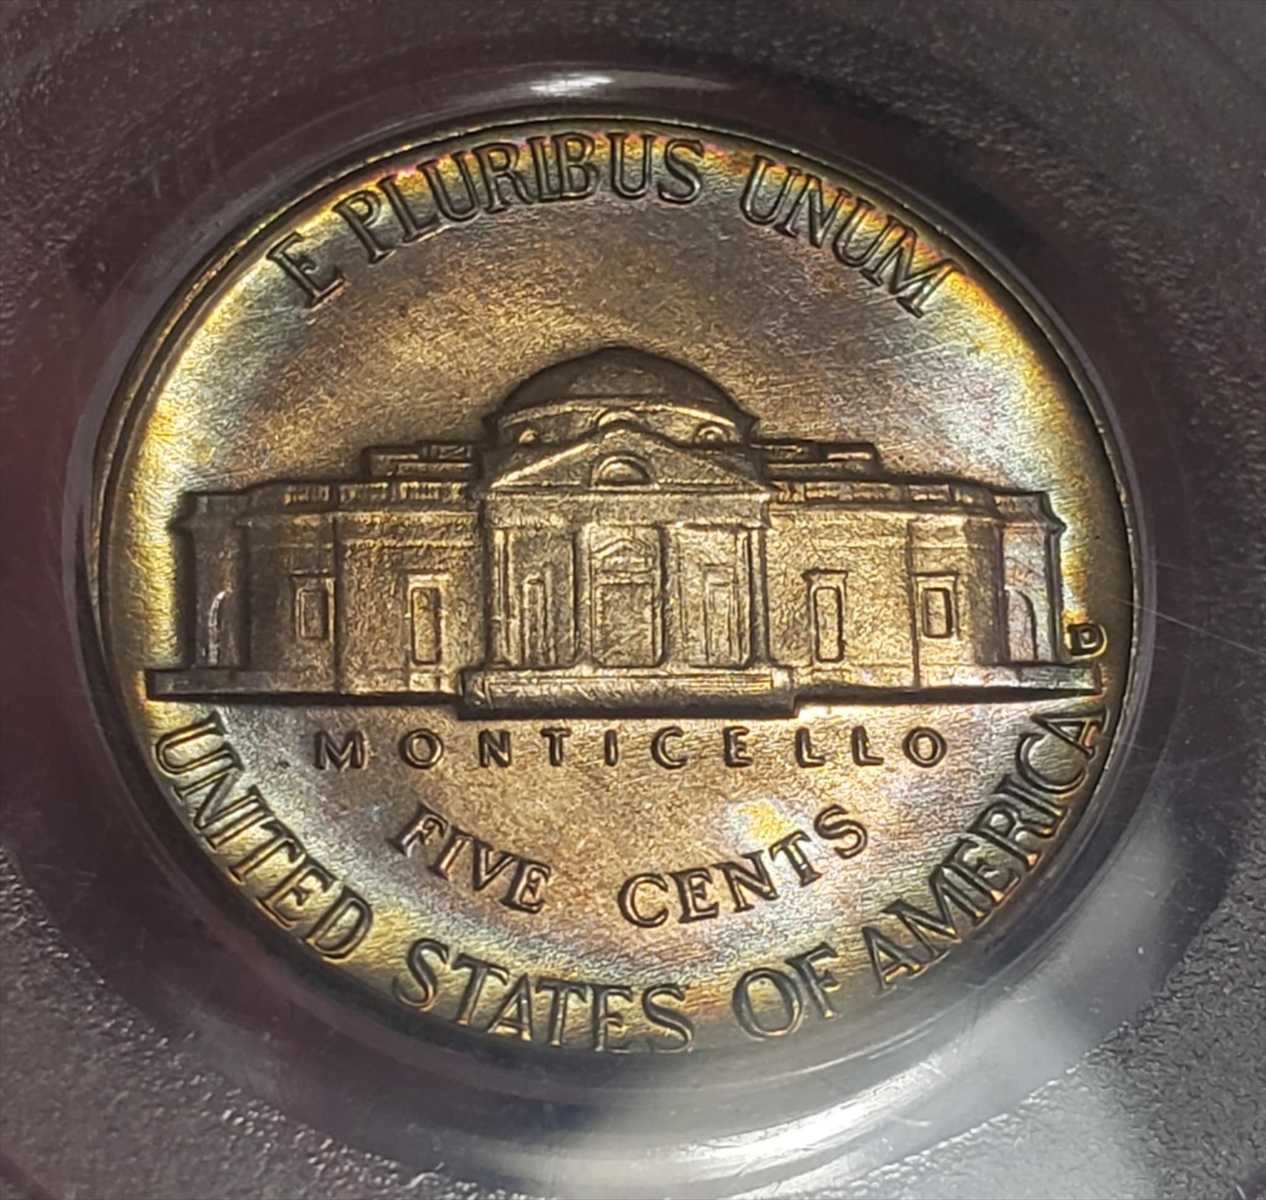 E PLURIBUS UNUM
D
MONTICELLO
FIVE CENTS
UNITED STATES OF AMERICA